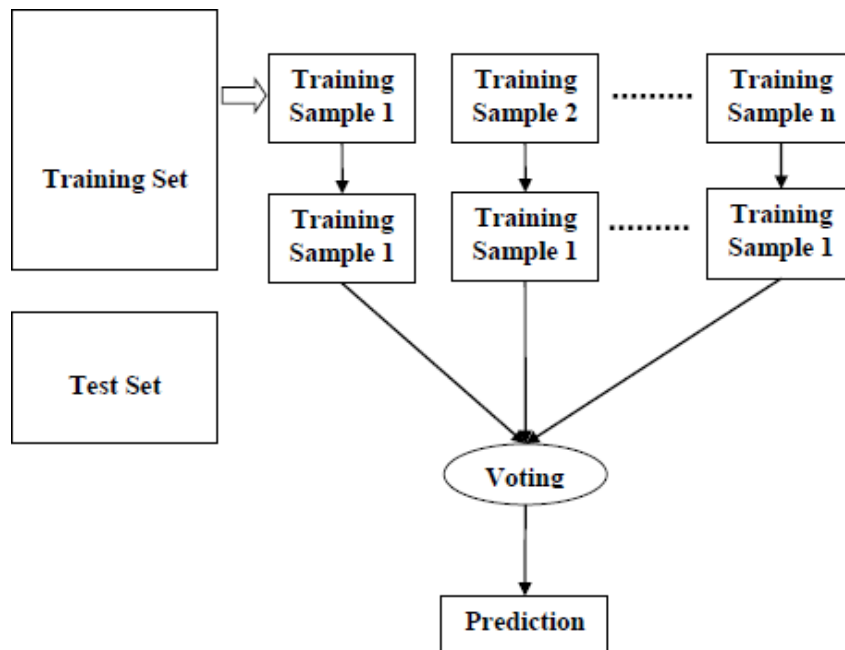 Training
Sample 1
Training
Sample 2
Training
Sample n
Training Set
Training
Sample 1
Training
Sample 1
Training
Sample 1
Test Set
Voting
Prediction